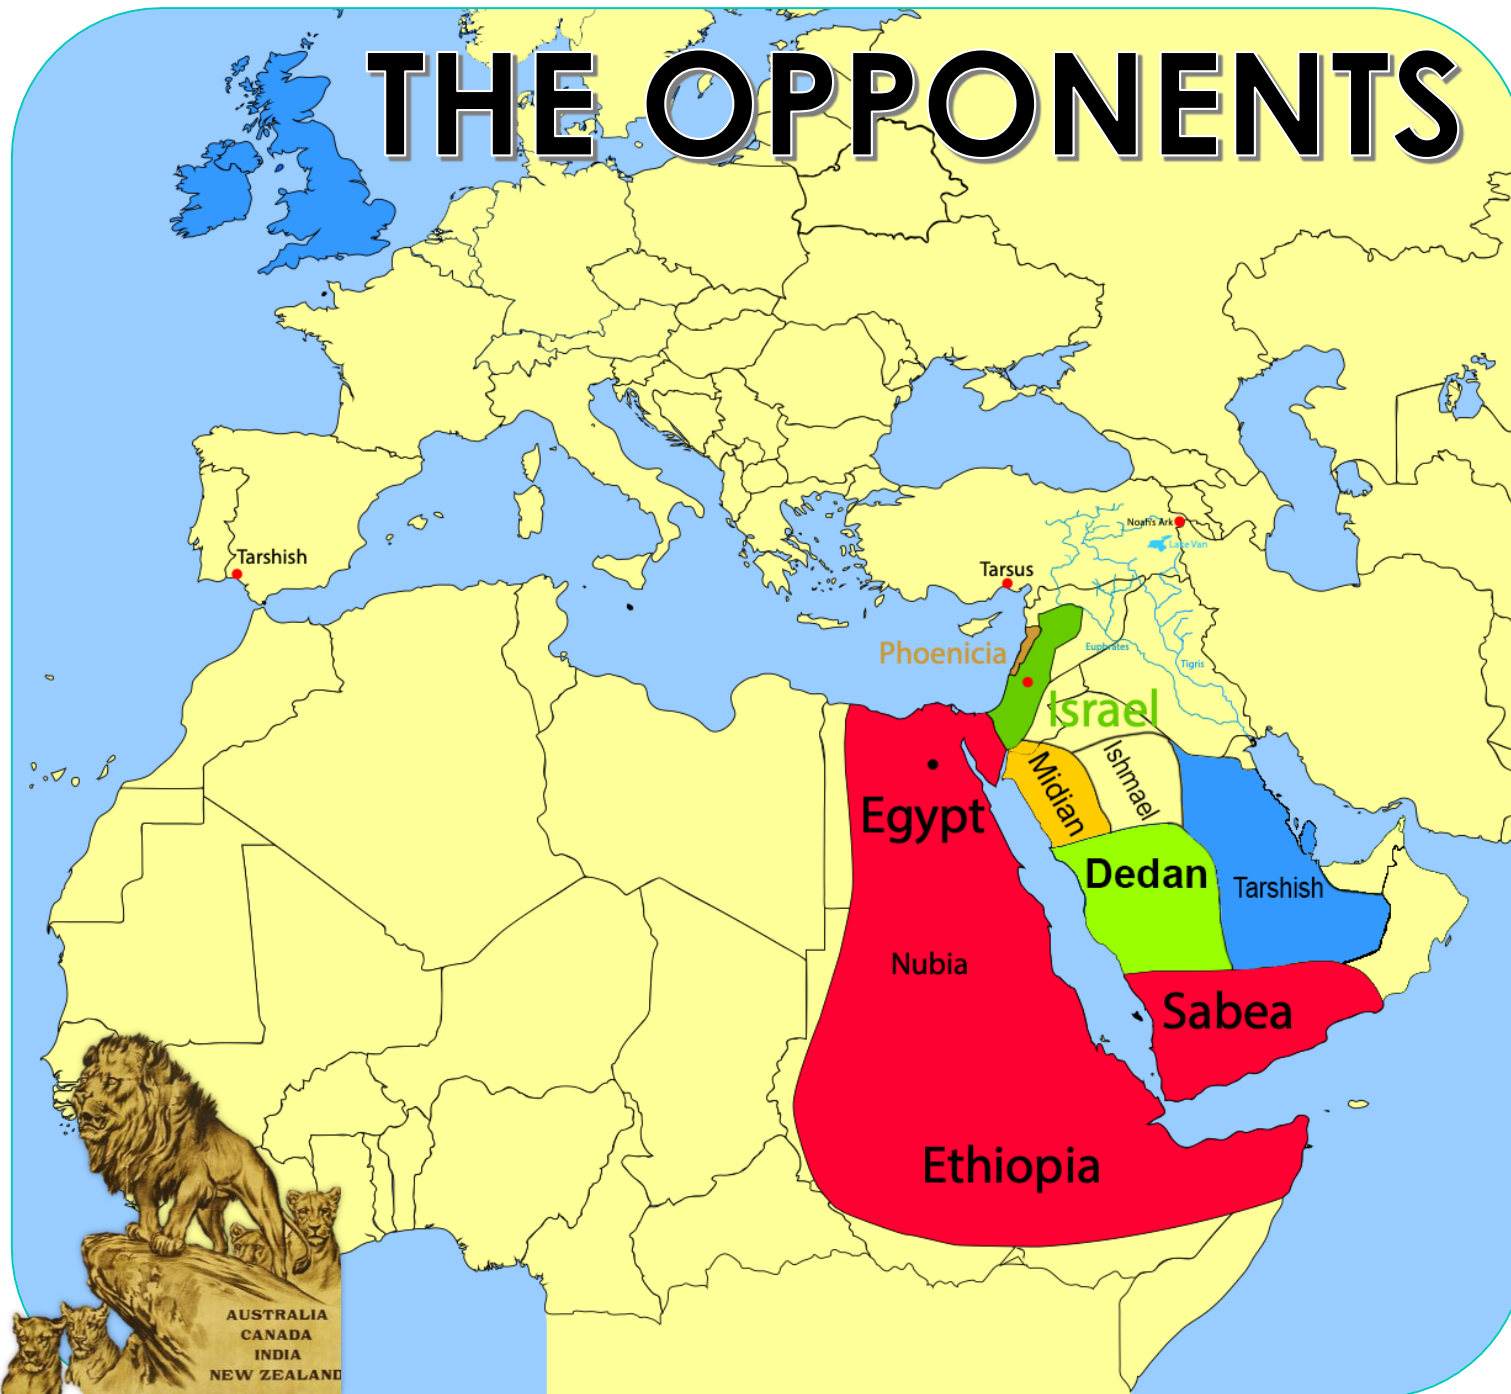 THE OPPONENTS
Noah's Ark
Lake Van
Tarshish
Tarsus
Phoenicia
Euphrates
Tigris
Israel
Midian
Ishmael
Egypt
Dedan
Tarshish
Nubia
Sabea
Ethiopia
AUSTRALIA
CANADA
INDIA
NEW ZEALAND